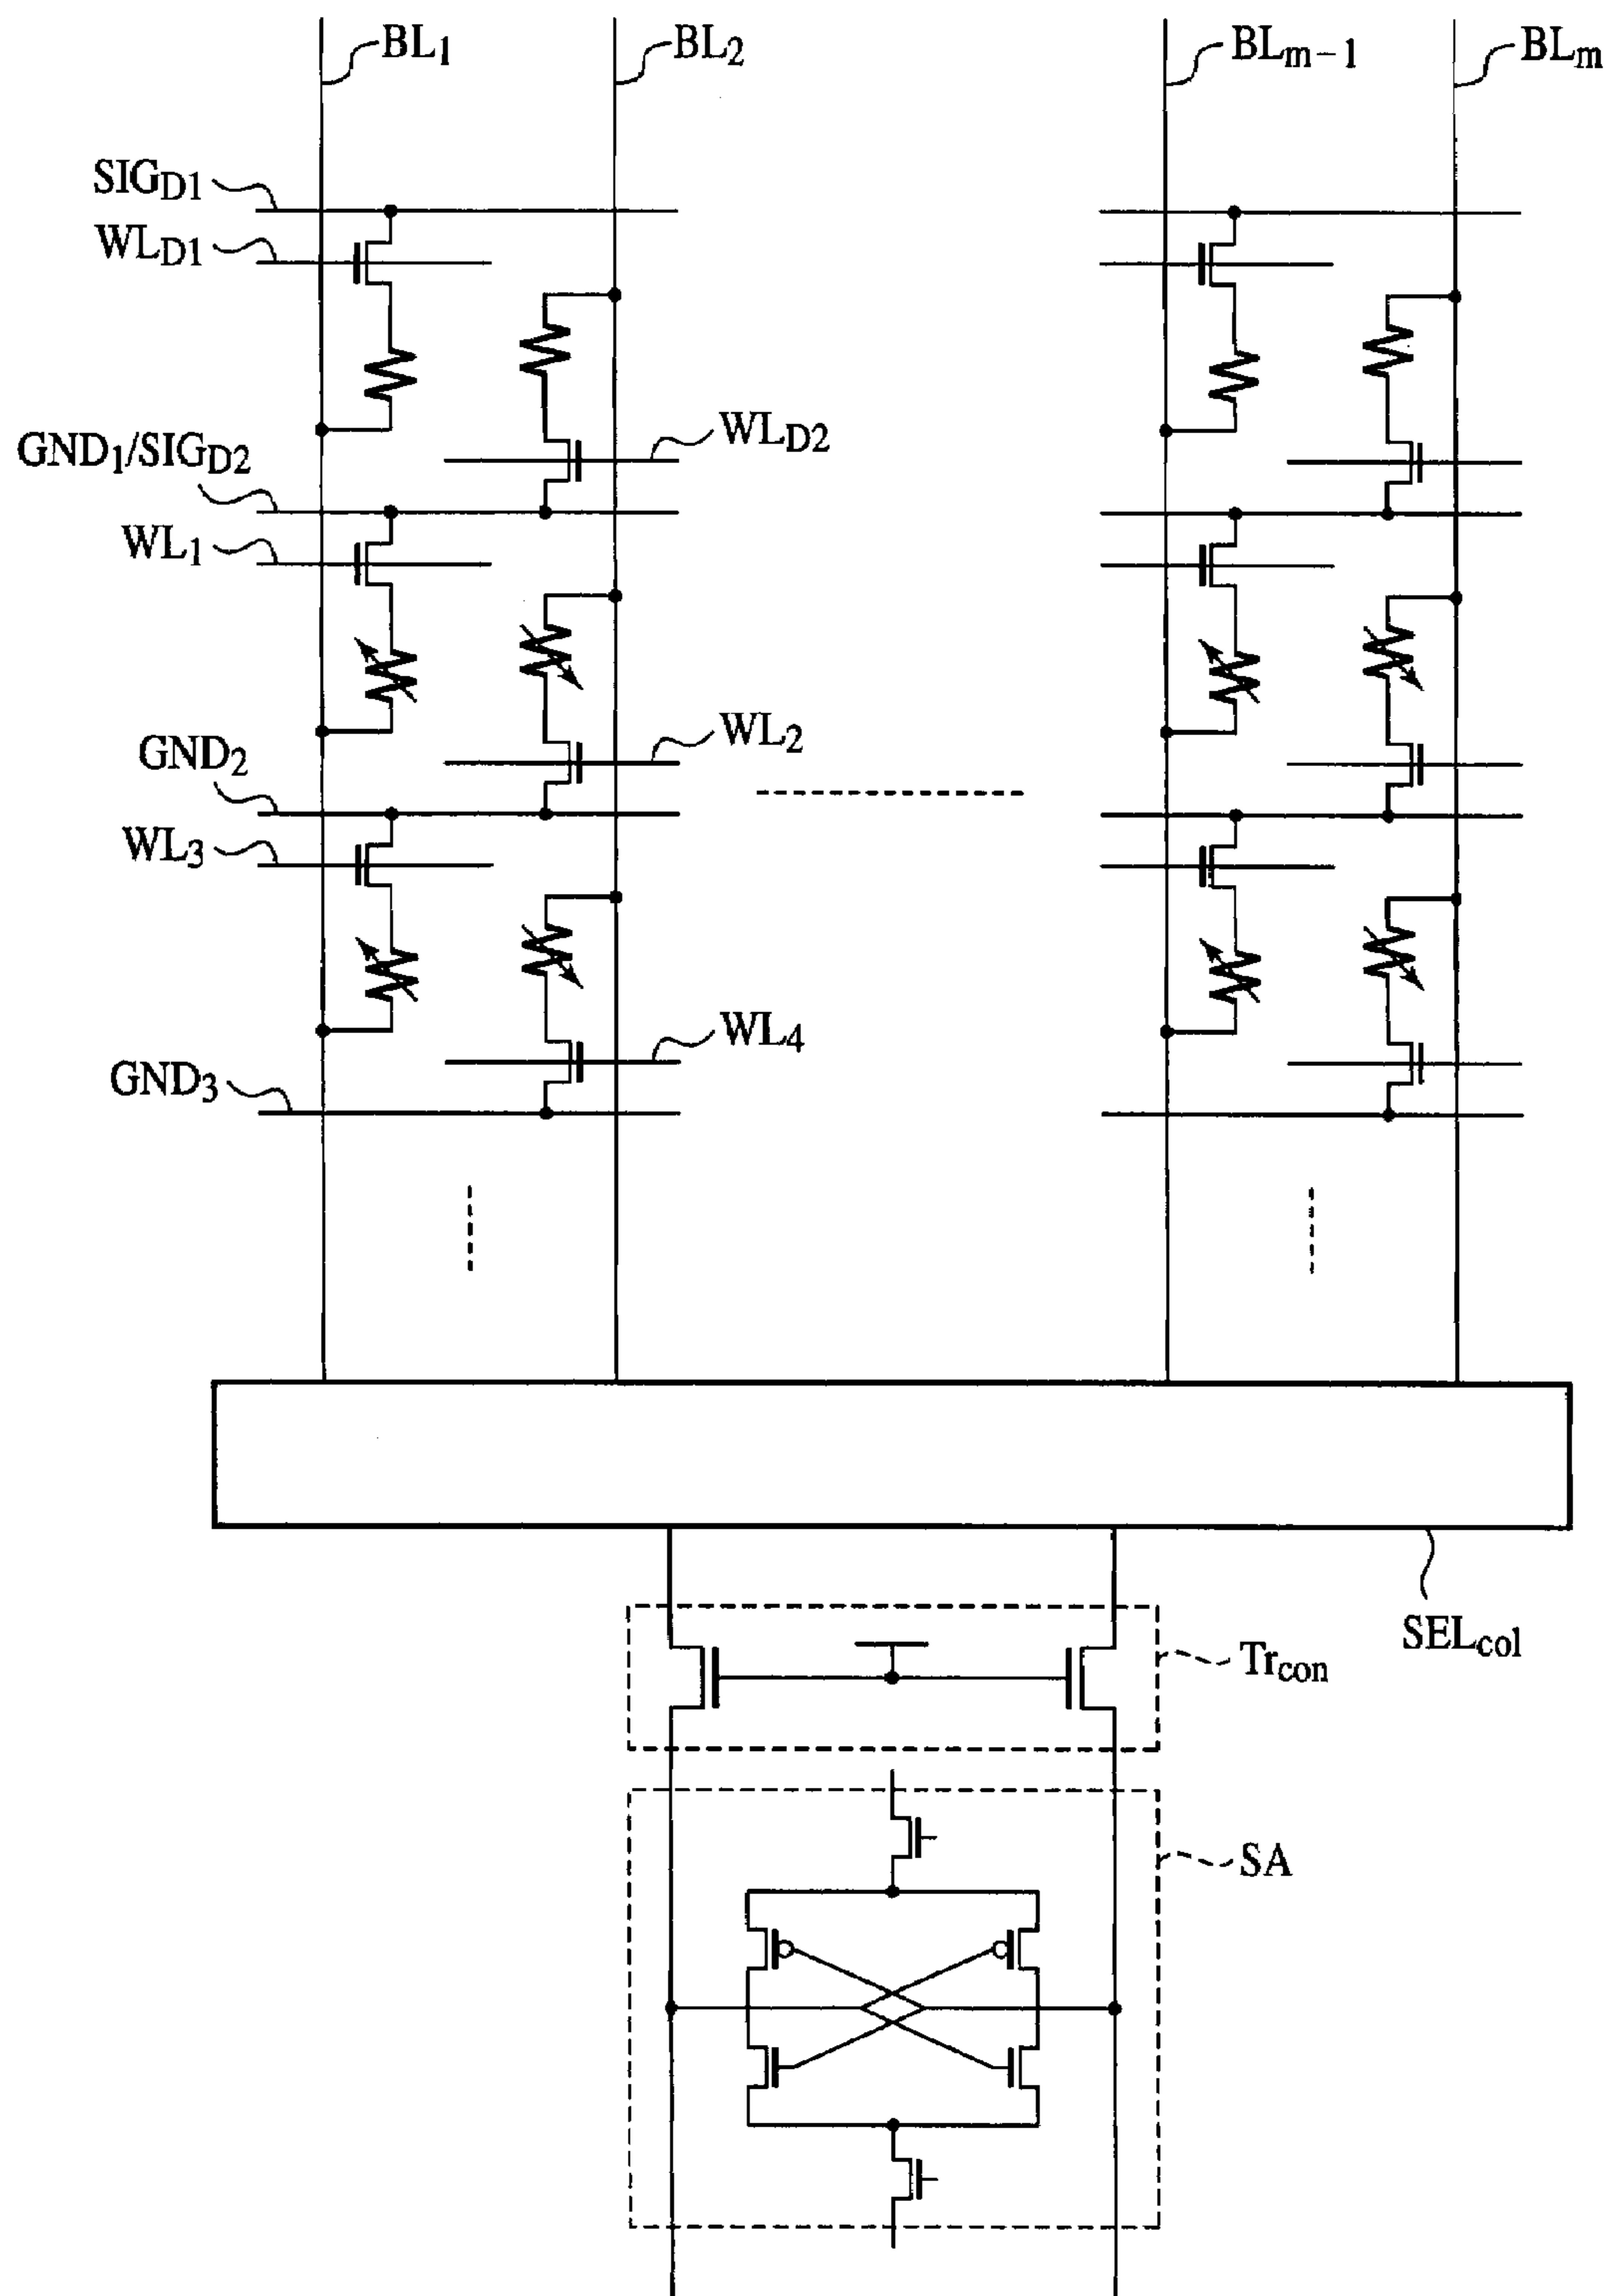 BL1
BL2
BLm-1
BLm
SIGD1
WLD1
GND1/SIGD2
WLD2
WL1
GND2
WL2
WL3
GND3
WL4
SELcol
Trcon
SA